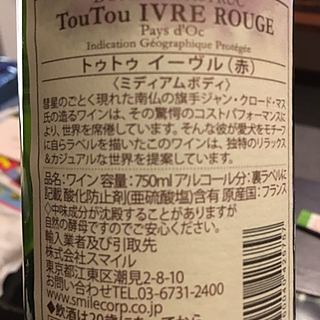 TouTou IVRE ROUGE
Pays d'Oc
Indication Géographique Protégée
トゥトゥ イーヴル(赤)
〈ミディアムボディ〉
彗星のごとく現れた南仏の旗手ジャン・クロード・マス
氏の造るワインは、その驚愕のコストパフォーマンスに
より、世界を席倦しています。そんな彼が愛犬をモチーフ
に自らラベルを描いたこのワインは、独特のリラックス
&カジュアルな世界を提案しています。
品名:ワイン 容量:750ml アルコール分:裏ラベルに
記載 酸化防止剤(亜硫酸塩)含有 原産国:フランス
◇中味成分が沈殿することがありますが
自然の酵母ですのでご安心ください。
輸入業者及び引取先
株式会社スマイル
東京都江東区潮見2-8-10
お問い合わせTEL.03-6731-2400
www.smilecorp.co.jp